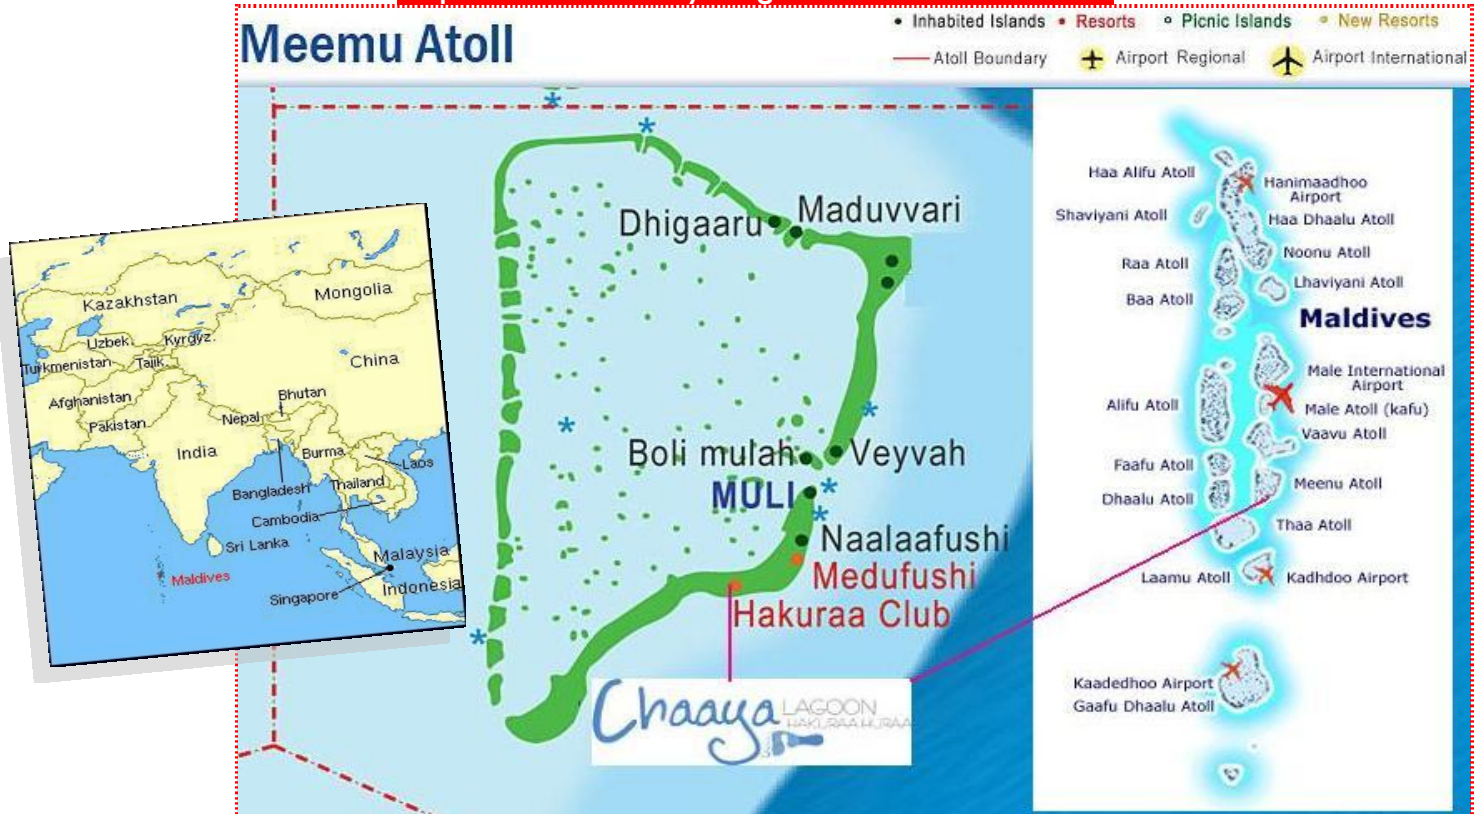 Meemu Atoll
Inhabited Islands
Resorts
Picnic Islands
New Resorts
Atoll Boundary
Airport Regional
Airport International
Kazakhstan
Mongolia
Uzbek.
Kyrgyz.
Turkmenistan
Tajik.
China
Afghanistan
Pakistan
Bhutan
Nepal
India
Burma
Laos
Bangladesh
Thailand
Cambodia
Sri Lanka
Malaysia
Maldives
Singapore
Indonesia
Dhigaaru
Maduvvari
Boli mulah
Veyvah
MULI
Naalaafushi
Medufushi
Hakuraa Club
Chaaya LAGOON
HAKURAA HURAA
Haa Alifu Atoll
Hanimaadhoo
Airport
Shaviyani Atoll
Haa Dhaalu Atoll
Noonu Atoll
Raa Atoll
Lhaviyani Atoll
Baa Atoll
Maldives
Male International
Airport
Alifu Atoll
Male Atoll (kafu)
Vaavu Atoll
Faafu Atoll
Meenu Atoll
Dhaalu Atoll
Thaa Atoll
Laamu Atoll
Kadhdoo Airport
Kaadedhoo Airport
Gaafu Dhaalu Atoll